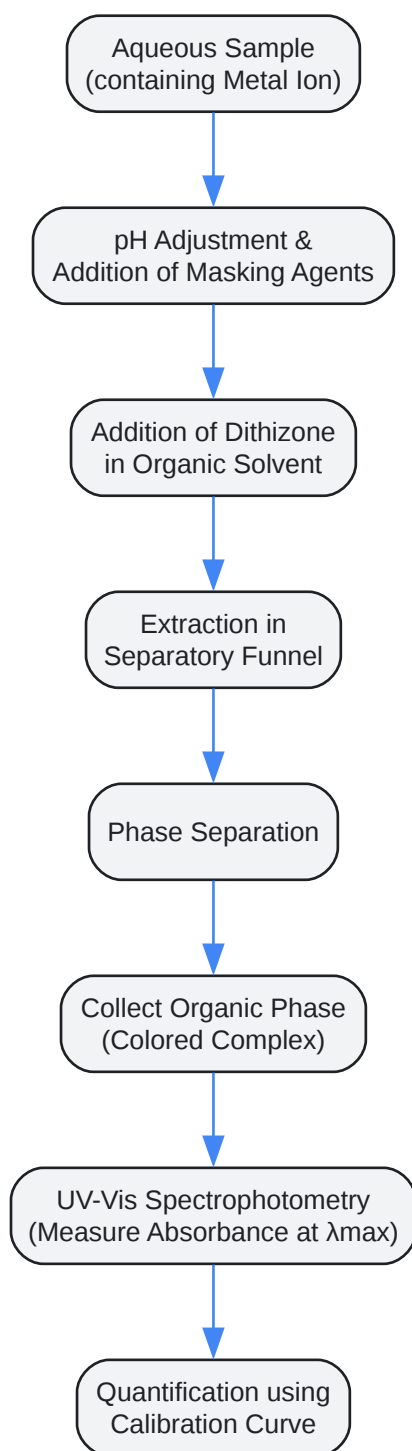 Aqueous Sample
(containing Metal Ion)
pH Adjustment &
Addition of Masking Agents
Addition of Dithizone
in Organic Solvent
Extraction in
Separatory Funnel
Phase Separation
Collect Organic Phase
(Colored Complex)
UV-Vis Spectrophotometry
(Measure Absorbance at λmax)
Quantification using
Calibration Curve